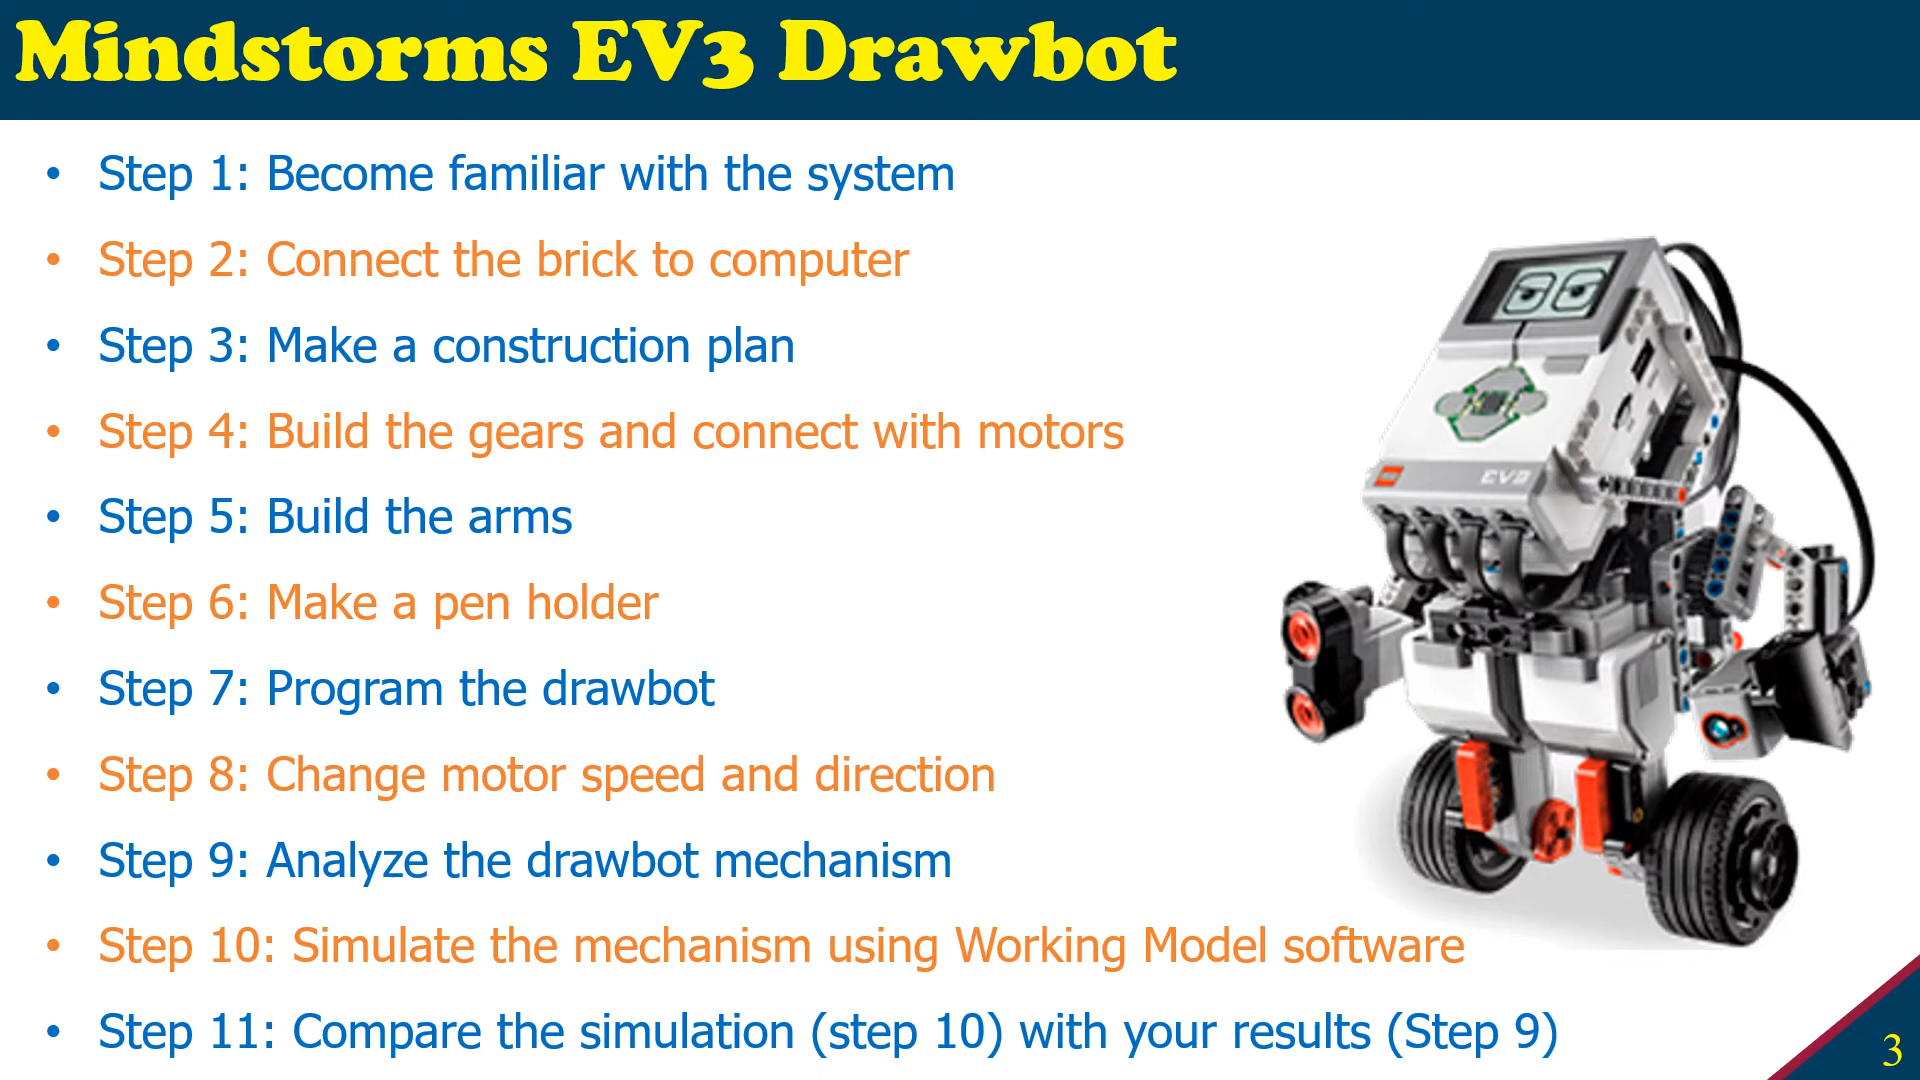 Mindstorms EV3 Drawbot
• Step 1: Become familiar with the system
• Step 2: Connect the brick to computer
• Step 3: Make a construction plan
• Step 4: Build the gears and connect with motors
• Step 5: Build the arms
• Step 6: Make a pen holder
• Step 7: Program the drawbot
• Step 8: Change motor speed and direction
• Step 9: Analyze the drawbot mechanism
• Step 10: Simulate the mechanism using Working Model software
• Step 11: Compare the simulation (step 10) with your results (Step 9)
EV3
3